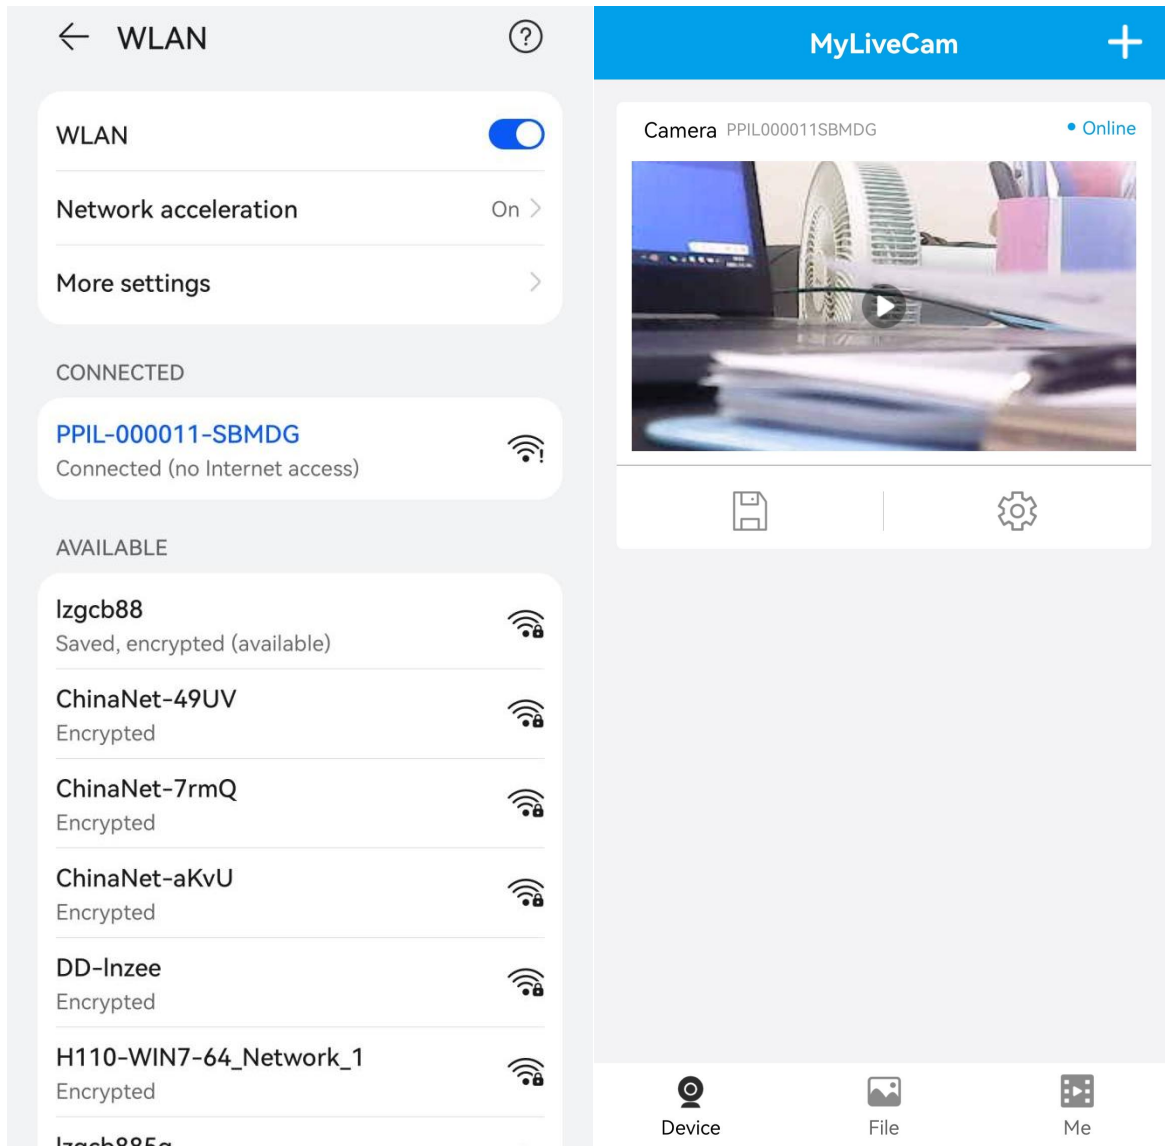 WLAN
WLAN
Network acceleration On
More settings
CONNECTED
PPIL-000011-SBMDG
Connected (no Internet access)
AVAILABLE
lzgcb88
Saved, encrypted (available)
ChinaNet-49UV
Encrypted
ChinaNet-7rmQ
Encrypted
ChinaNet-aKvU
Encrypted
DD-lnzee
Encrypted
H110-WIN7-64_Network_1
Encrypted
MyLiveCam
Camera PPIL000011SBMDG Online
Device File Me